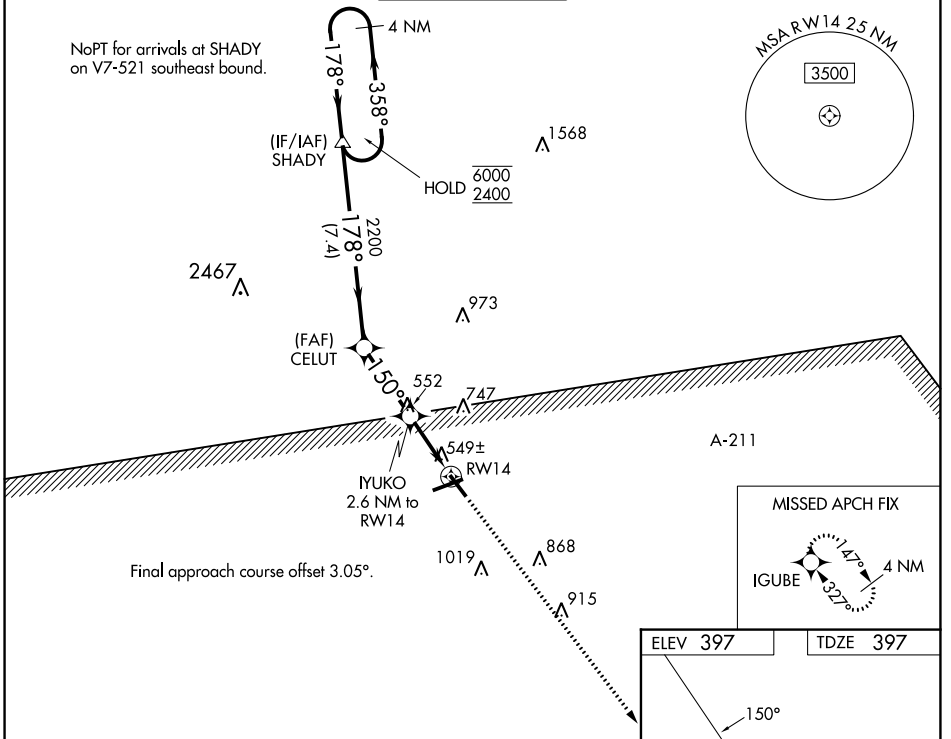 NoPT for arrivals at SHADY
on V7-521 southeast bound.
4 NM
178°
358°
(IF/IAF)
SHADY
HOLD 6000
2400
1568
MSA RW14 25 NM
3500
2200
178°
(7.4)
2467
973
(FAF)
CELUT
150°
552
747
549±
RW14
A-211
IYUKO
2.6 NM to
RW14
1019
868
915
Final approach course offset 3.05°.
MISSED APCH FIX
IGUBE
147°
327°
4 NM
ELEV 397
TDZE 397
150°